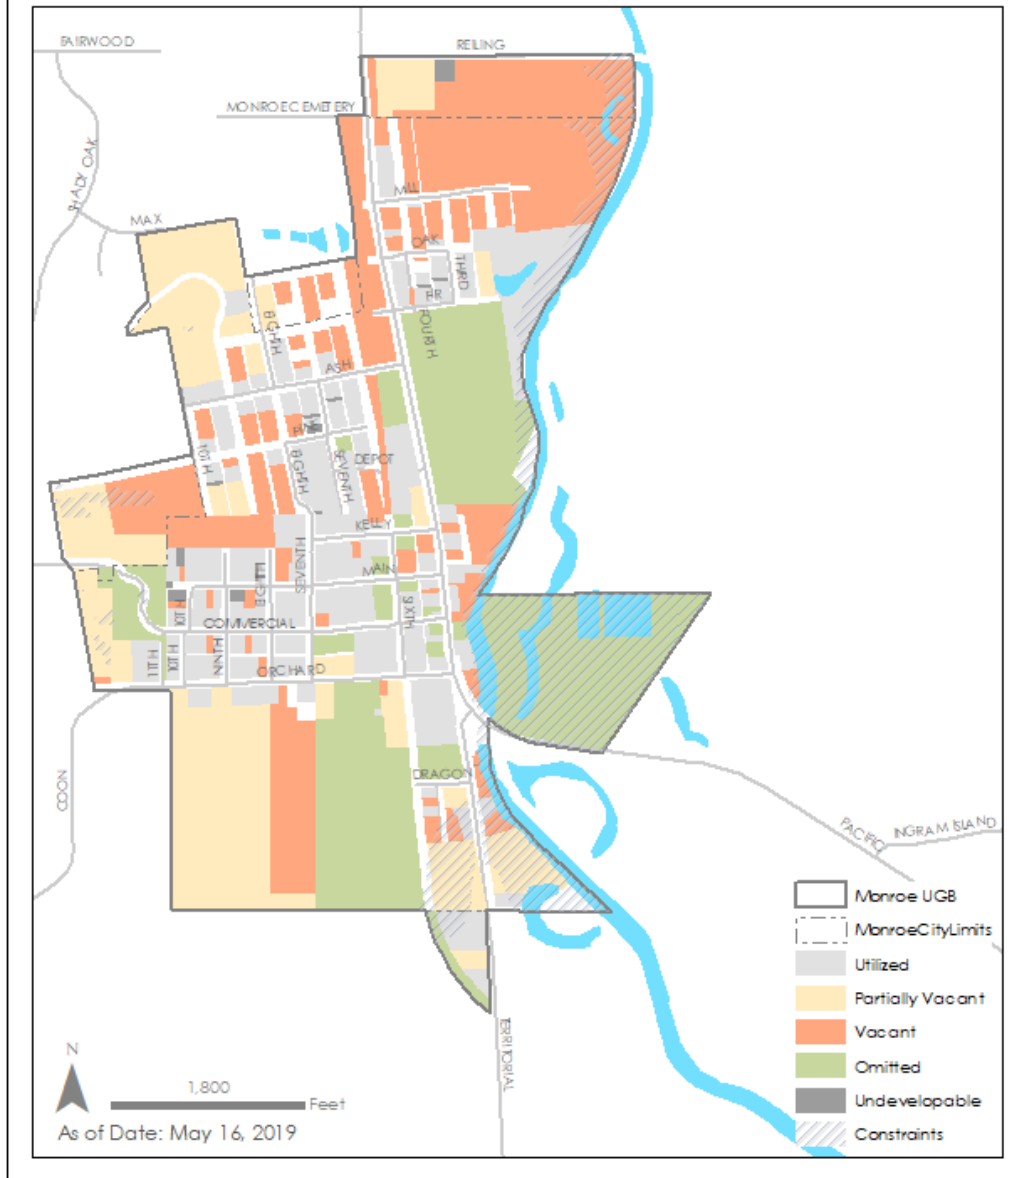 FAIRWOOD
REILING
MONROE CEMETERY
SHADY OAK
MAX
MILL
OAK
THIRD
FIR
FOURTH
EIGHTH
ASH
10TH
EIGHTH
SEVENTH
DEPOT
KELLY
SEVENTH
MAIN
EIGHTH
10TH
SIXTH
COMMERCIAL
11TH
10TH
NINTH
ORCHARD
DRAGON
COON
PACIFIC
INGRAM ISLAND
TERRITORIAL
Monroe UGB
MonroeCityLimits
Utilized
Partially Vacant
Vacant
Omitted
Undevelopable
Constraints
N
1,800
Feet
As of Date: May 16, 2019